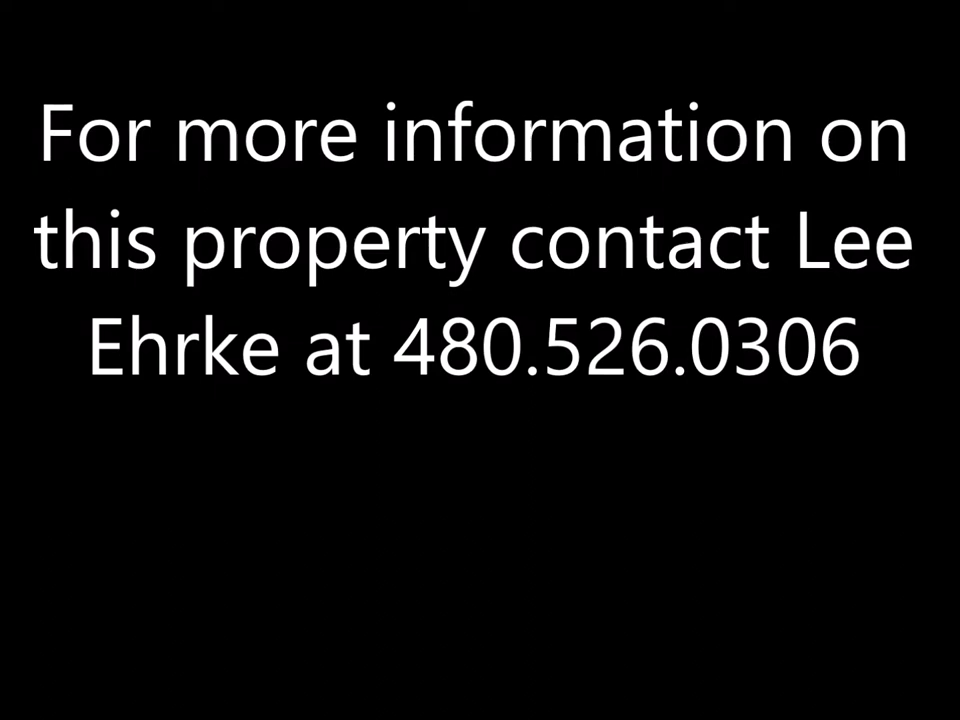 For more information on
this property contact Lee
Ehrke at 480.526.0306